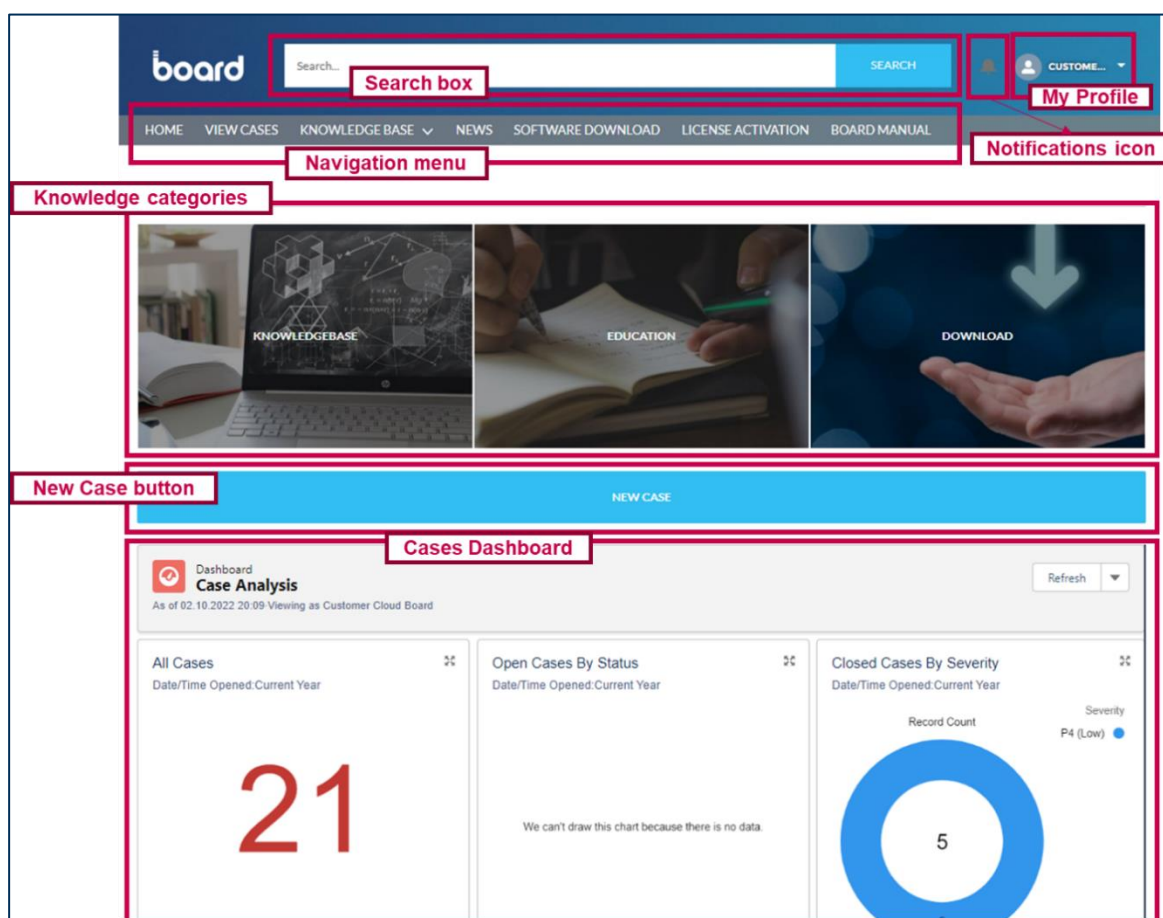 board
Search...
SEARCH
CUSTOME...
Search box
My Profile
HOME VIEW CASES KNOWLEDGE BASE NEWS SOFTWARE DOWNLOAD LICENSE ACTIVATION BOARD MANUAL
Notifications icon
Navigation menu
Knowledge categories
KNOWLEDGEBASE
EDUCATION
DOWNLOAD
New Case button
NEW CASE
Cases Dashboard
Dashboard
Case Analysis
As of 02.10.2022 20:09·Viewing as Customer Cloud Board
Refresh
All Cases
Date/Time Opened:Current Year
21
Open Cases By Status
Date/Time Opened:Current Year
We can't draw this chart because there is no data.
Closed Cases By Severity
Date/Time Opened:Current Year
Record Count
Severity
P4 (Low)
5